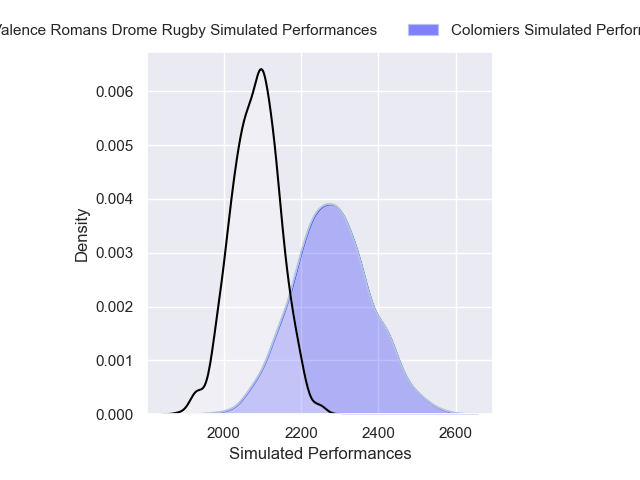 Valence Romans Drome Rugby Simulated Performances
Colomiers Simulated Perfor
0.006
0.005
0.004
0.003
0.002
0.001
0.000
Density
2000 2200 2400 2600
Simulated Performances